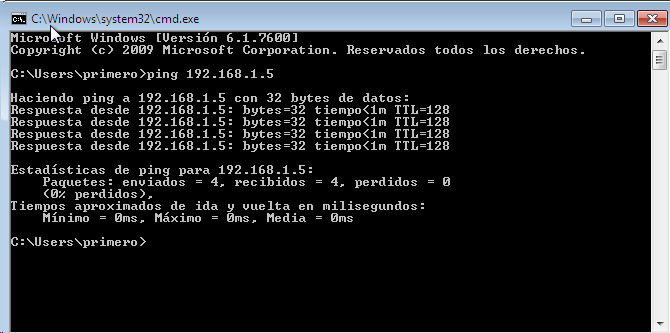 C:\Windows\system32\cmd.exe
Microsoft Windows [Versión 6.1.7600]
Copyright (c) 2009 Microsoft Corporation. Reservados todos los derechos.
C:\Users\primero>ping 192.168.1.5
Haciendo ping a 192.168.1.5 con 32 bytes de datos:
Respuesta desde 192.168.1.5: bytes=32 tiempo<1m TTL=128
Respuesta desde 192.168.1.5: bytes=32 tiempo<1m TTL=128
Respuesta desde 192.168.1.5: bytes=32 tiempo<1m TTL=128
Respuesta desde 192.168.1.5: bytes=32 tiempo<1m TTL=128
Estadísticas de ping para 192.168.1.5:
Paquetes: enviados = 4, recibidos = 4, perdidos = 0
(0% perdidos),
Tiempos aproximados de ida y vuelta en milisegundos:
Mínimo = 0ms, Máximo = 0ms, Media = 0ms
C:\Users\primero>